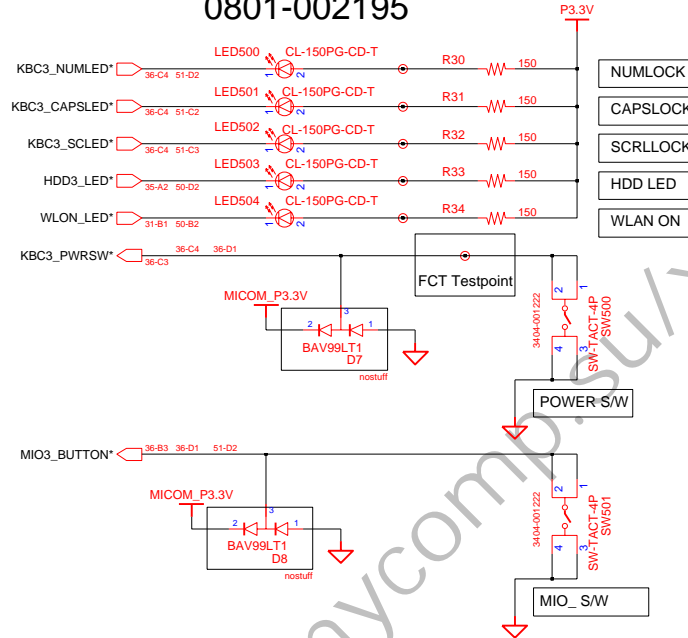 0801-002195
P3.3V
KBC3_NUMLED* 36-C4 51-D2 LED500 CL-150PG-CD-T 1 2 R30 150 NUMLOCK
KBC3_CAPSLED* 36-C4 51-C2 LED501 CL-150PG-CD-T 1 2 R31 150 CAPSLOCK
KBC3_SCLED* 36-C4 51-C3 LED502 CL-150PG-CD-T 1 2 R32 150 SCRLLOCK
HDD3_LED* 35-A2 50-D2 LED503 CL-150PG-CD-T 1 2 R33 150 HDD LED
WLON_LED* 31-B1 50-B2 LED504 CL-150PG-CD-T 1 2 R34 150 WLAN ON
KBC3_PWRSW* 36-C3 36-C4 36-D1
FCT Testpoint
MICOM_P3.3V
2 3 1
BAV99LT1
D7
nostuff
3404-001222
2 1 4 3
SW-TACT-4P
SW500
POWER S/W
MIO3_BUTTON* 36-B3 36-D1 51-D2
MICOM_P3.3V
2 3 1
BAV99LT1
D8
nostuff
3404-001222
2 1 4 3
SW-TACT-4P
SW501
MIO_ S/W
mycomp.su/